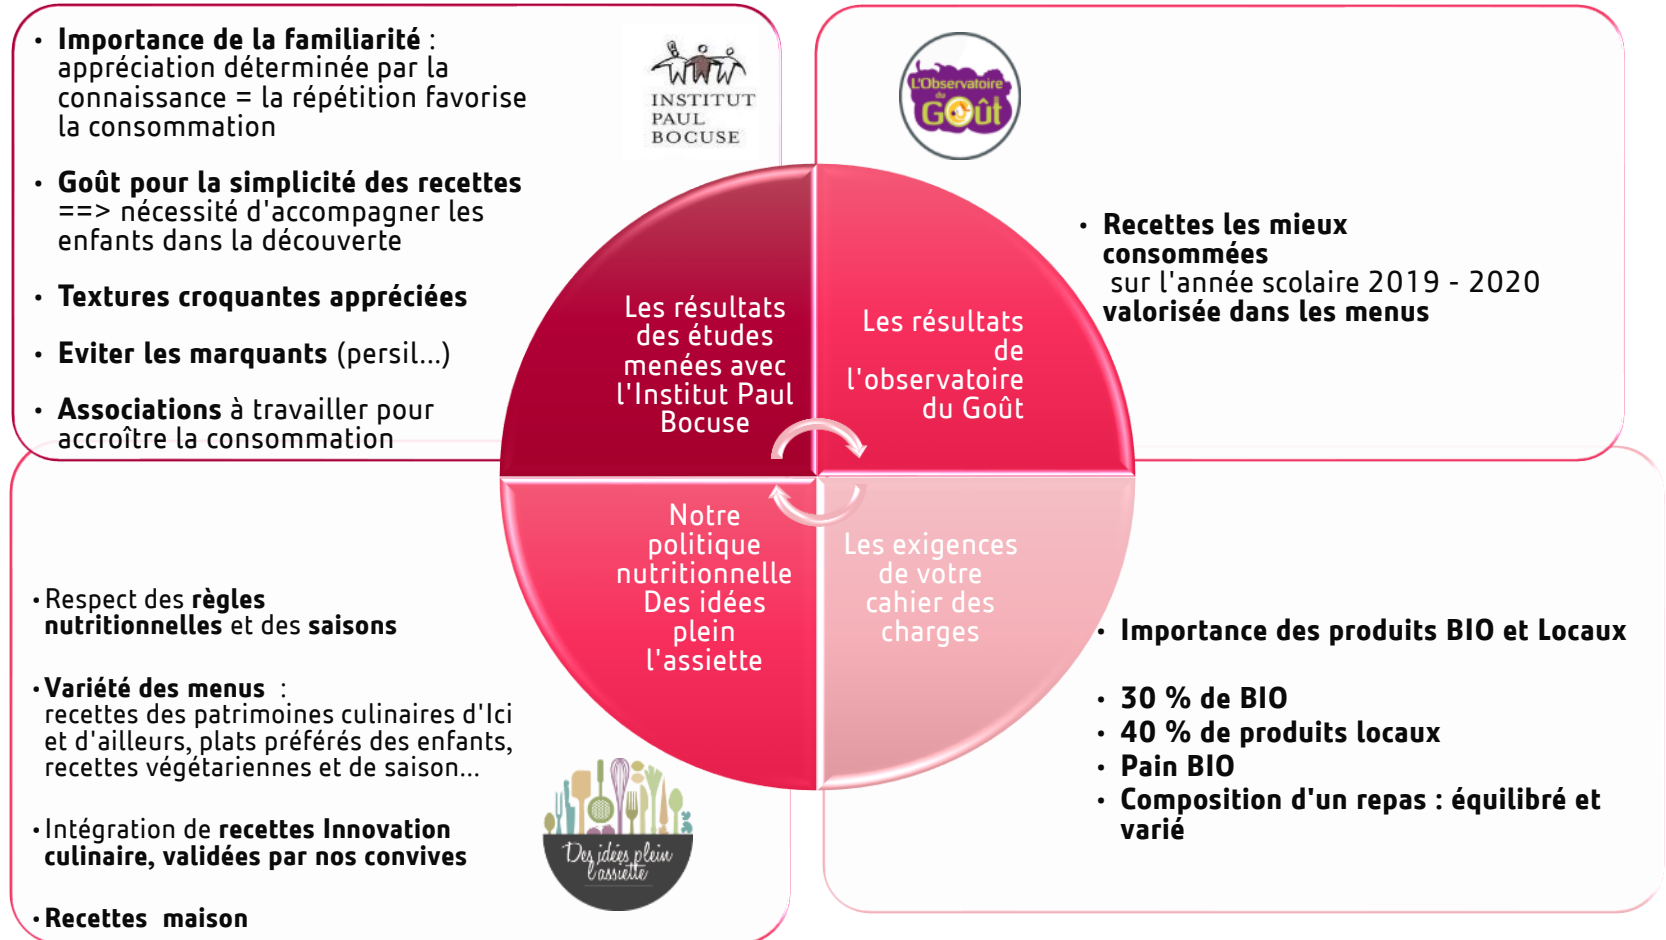 • Importance de la familiarité :
appréciation déterminée par la
connaissance = la répétition favorise
la consommation
• Goût pour la simplicité des recettes
==> nécessité d'accompagner les
enfants dans la découverte
• Textures croquantes appréciées
• Eviter les marquants (persil...)
• Associations à travailler pour
accroître la consommation
INSTITUT
PAUL
BOCUSE
L'Observatoire
du
Goût
• Recettes les mieux
consommées
sur l'année scolaire 2019 - 2020
valorisée dans les menus
Les résultats
des études
menées avec
l'Institut Paul
Bocuse
Les résultats
de
l'observatoire
du Goût
Notre
politique
nutritionnelle
Des idées
plein
l'assiette
Les exigences
de votre
cahier des
charges
• Respect des règles
nutritionnelles et des saisons
• Variété des menus :
recettes des patrimoines culinaires d'Ici
et d'ailleurs, plats préférés des enfants,
recettes végétariennes et de saison...
• Intégration de recettes Innovation
culinaire, validées par nos convives
• Recettes maison
Des idées plein
l'assiette
• Importance des produits BIO et Locaux
• 30 % de BIO
• 40 % de produits locaux
• Pain BIO
• Composition d'un repas : équilibré et
varié